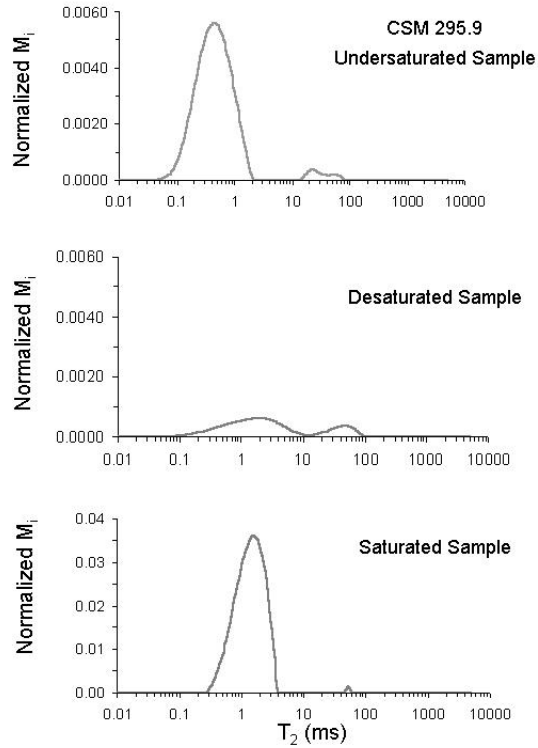 CSM 295.9
Undersaturated Sample
Normalized Mi
0.0060
0.0040
0.0020
0.0000
0.01 0.1 1 10 100 1000 10000
Desaturated Sample
Normalized Mi
0.0060
0.0040
0.0020
0.0000
0.01 0.1 1 10 100 1000 10000
Saturated Sample
Normalized Mi
0.04
0.03
0.02
0.01
0.00
0.01 0.1 1 10 100 1000 10000
T2 (ms)